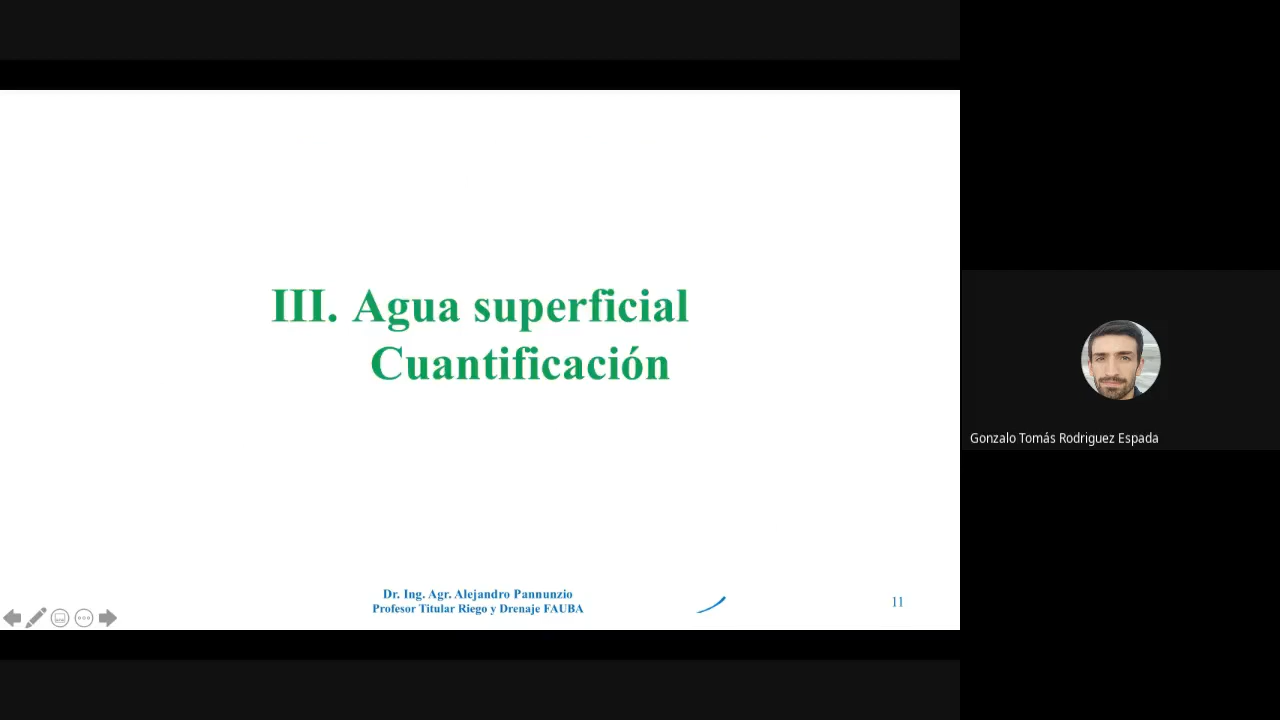 III. Agua superficial
Cuantificación
Dr. Ing. Agr. Alejandro Pannunzio
Profesor Titular Riego y Drenaje FAUBA
11
Gonzalo Tomás Rodriguez Espada